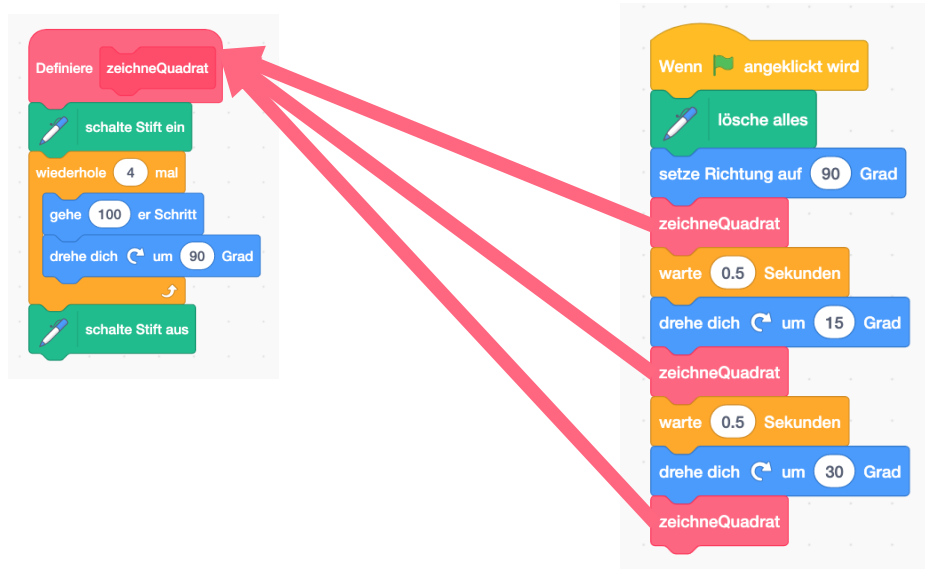 Definiere zeichneQuadrat
schalte Stift ein
wiederhole 4 mal
gehe 100 er Schritt
drehe dich um 90 Grad
schalte Stift aus
Wenn angeklickt wird
lösche alles
setze Richtung auf 90 Grad
zeichneQuadrat
warte 0.5 Sekunden
drehe dich um 15 Grad
zeichneQuadrat
warte 0.5 Sekunden
drehe dich um 30 Grad
zeichneQuadrat